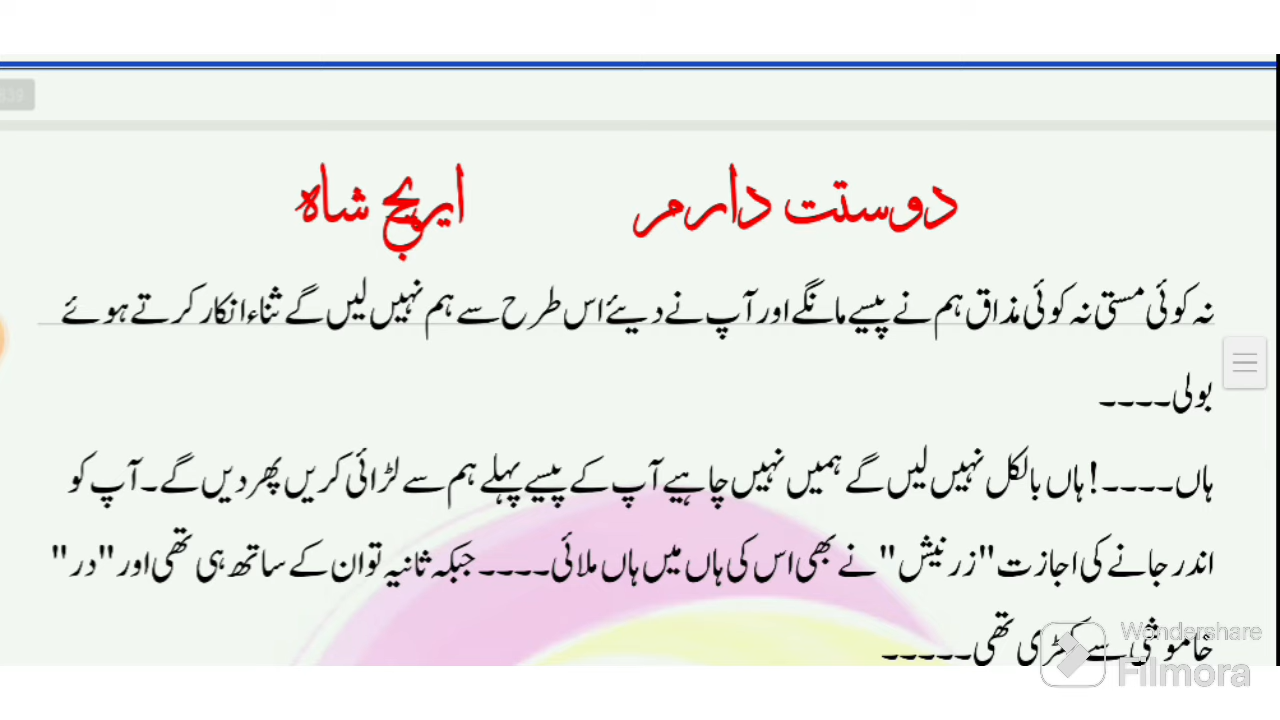 839
دوستت دارم ایریج شاہ
نہ کوئی مستی نہ کوئی مذاق ہم نے پیسے مانگے اور آپ نے دیئے اس طرح سے ہم نہیں لیں گے ثناء انکار کرتے ہوئے
بولی۔۔۔۔
ہاں۔۔۔۔! ہاں بالکل نہیں لیں گے ہمیں نہیں چاہیے آپ کے پیسے پہلے ہم سے لڑائی کریں پھر دیں گے۔ آپ کو
اندر جانے کی اجازت "زرنیش" نے بھی اس کی ہاں میں ہاں ملائی۔۔۔۔ جبکہ ثانیہ تو ان کے ساتھ ہی تھی اور "در"
خاموشی سے کھڑی تھی۔۔۔۔۔
Wondershare
Filmora